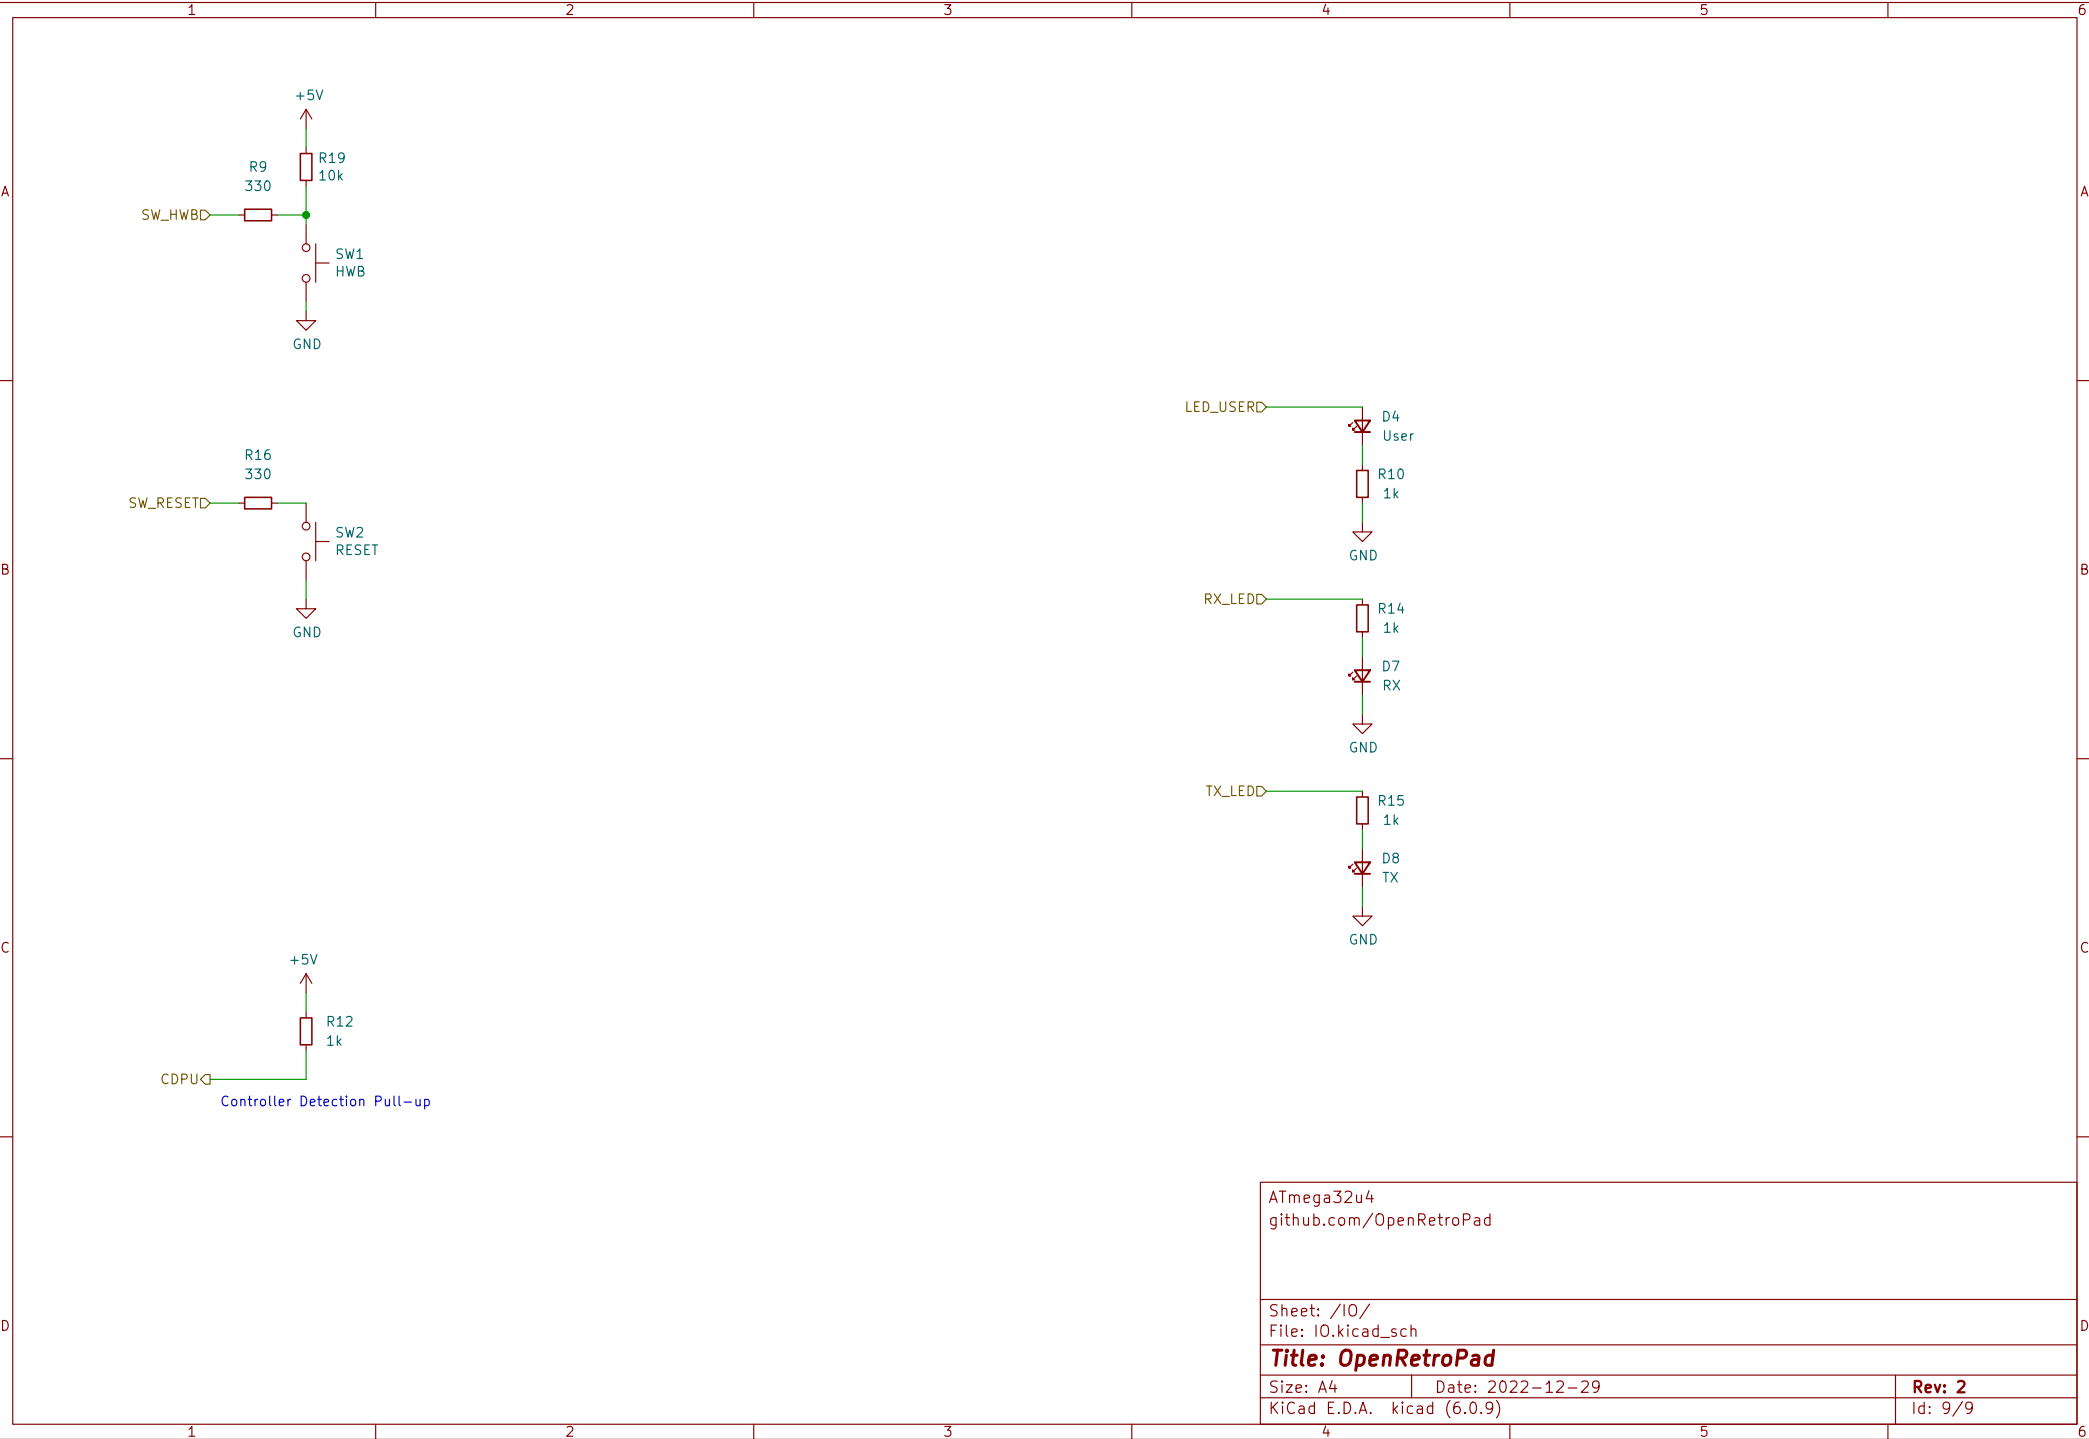 1 2 3 4 5 6
+5V
R19
10k
R9
330
A A
SW_HWB
SW1
HWB
GND
LED_USER
D4
User
R16
330
R10
1k
SW_RESET
SW2
RESET
GND
B B
RX_LED
R14
1k
GND
D7
RX
GND
TX_LED
R15
1k
D8
TX
GND
C C
+5V
R12
1k
CDPU
Controller Detection Pull-up
ATmega32u4
github.com/OpenRetroPad
Sheet: /IO/
File: IO.kicad_sch
D D
Title: OpenRetroPad
Size: A4 Date: 2022-12-29 Rev: 2
KiCad E.D.A. kicad (6.0.9) Id: 9/9
1 2 3 4 5 6